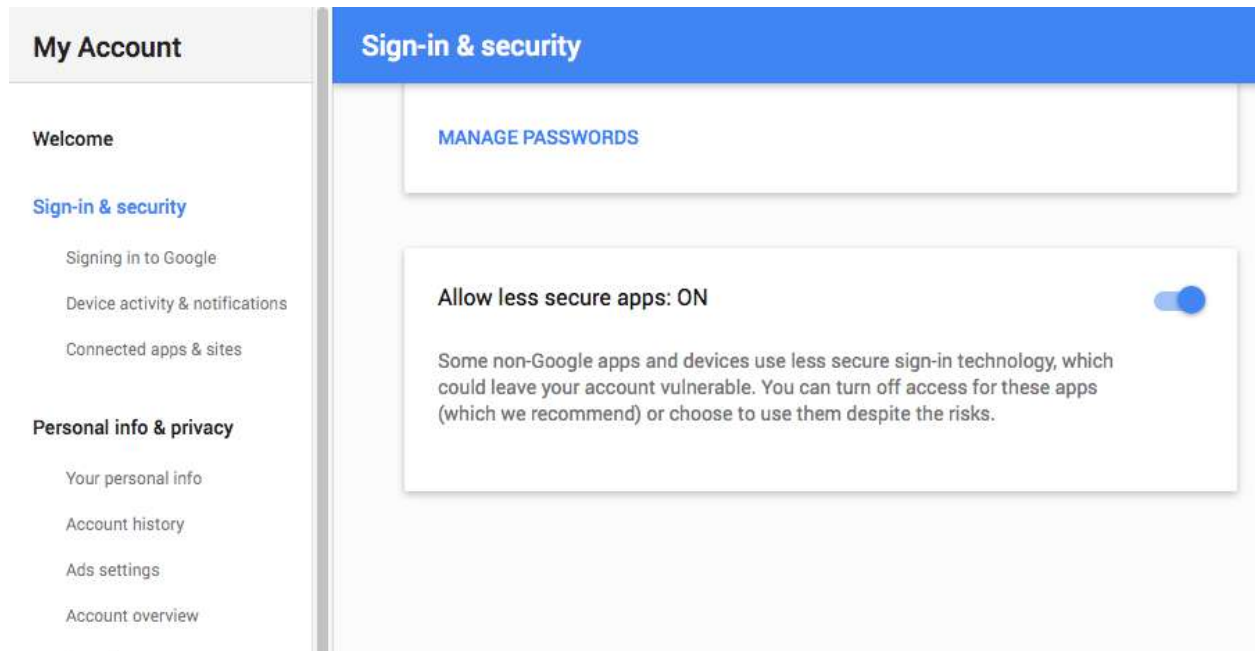 My Account
Welcome
Sign-in & security
Signing in to Google
Device activity & notifications
Connected apps & sites
Personal info & privacy
Your personal info
Account history
Ads settings
Account overview
Sign-in & security
MANAGE PASSWORDS
Allow less secure apps: ON
Some non-Google apps and devices use less secure sign-in technology, which
could leave your account vulnerable. You can turn off access for these apps
(which we recommend) or choose to use them despite the risks.